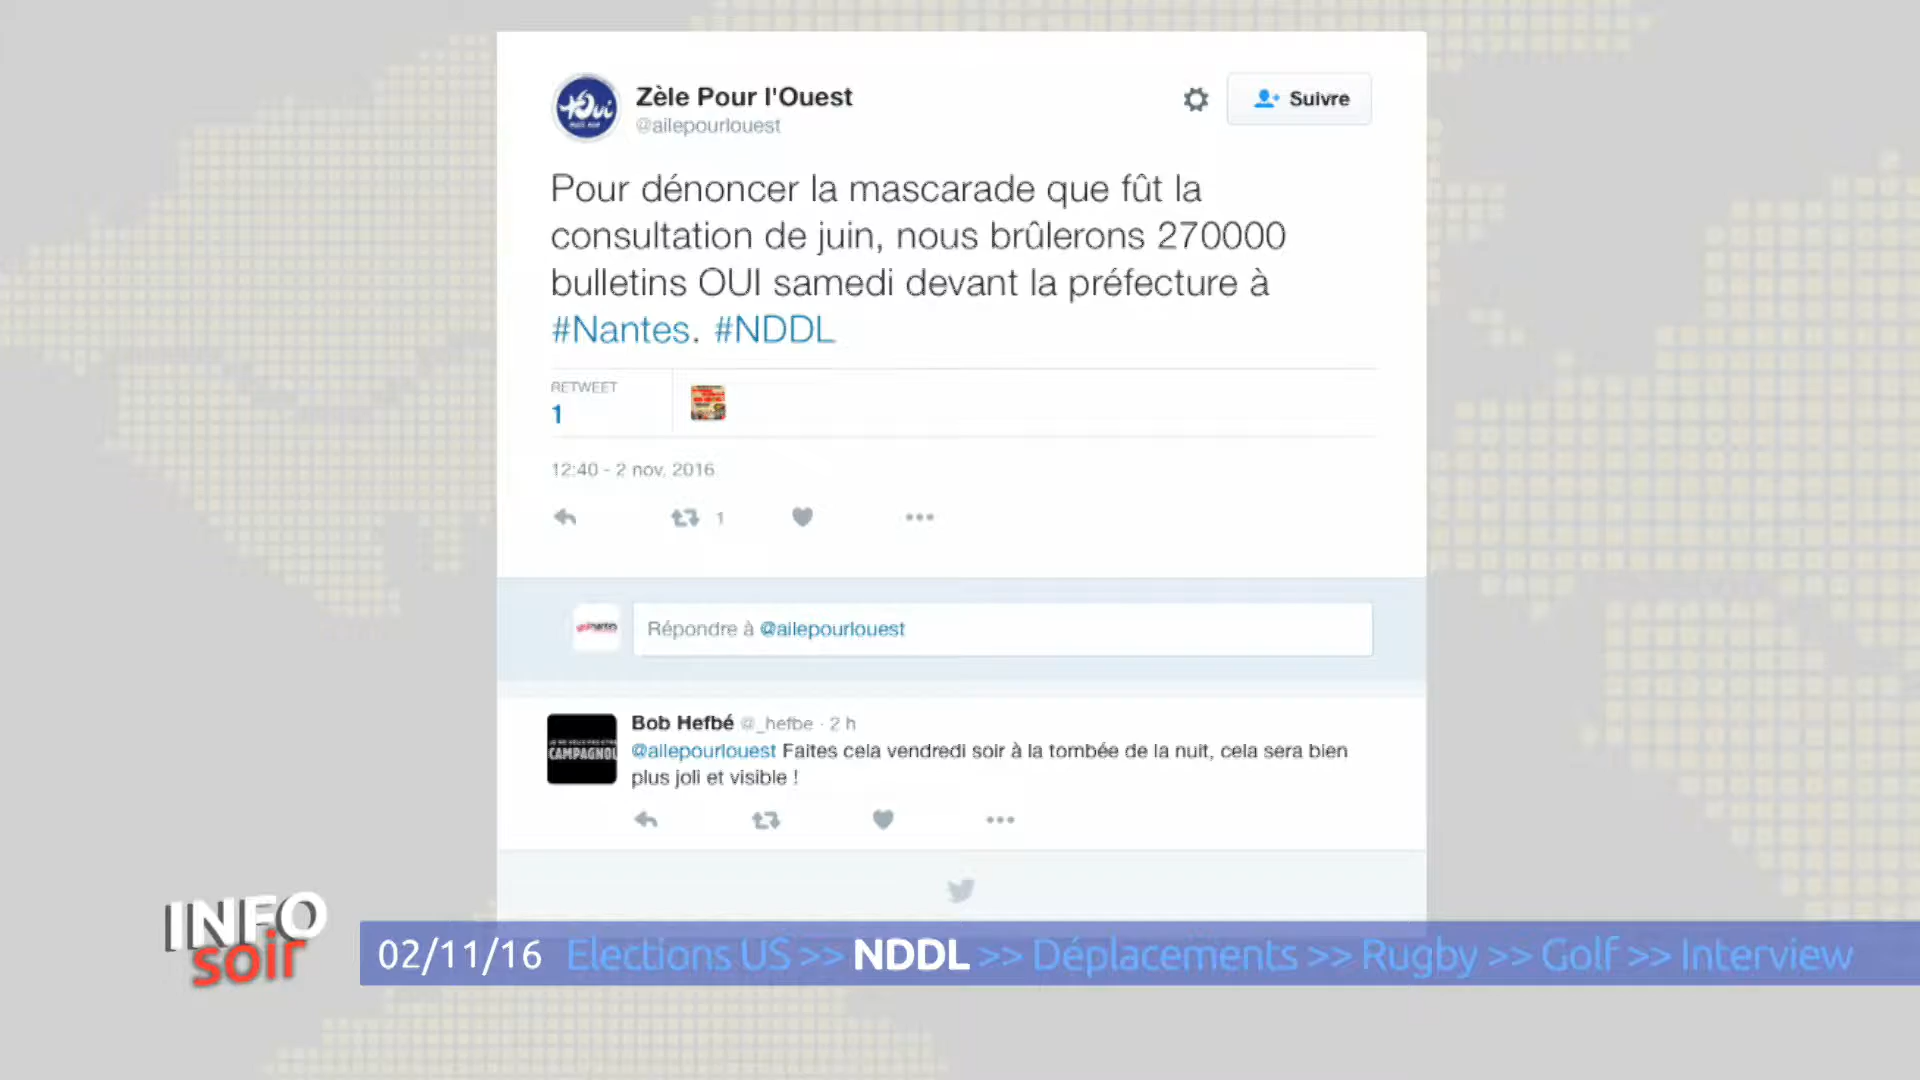 Zèle Pour l'Ouest
@ailepourlouest
Suivre
Pour dénoncer la mascarade que fût la
consultation de juin, nous brûlerons 270000
bulletins OUI samedi devant la préfecture à
#Nantes. #NDDL
RETWEET
1
12:40 - 2 nov. 2016
1
Répondre à @ailepourlouest
Bob Hefbé @_hefbe · 2 h
@ailepourlouest Faites cela vendredi soir à la tombée de la nuit, cela sera bien
plus joli et visible !
CAMPAGNOL
INFO
soir
02/11/16 Elections US >> NDDL >> Déplacements >> Rugby >> Golf >> Interview